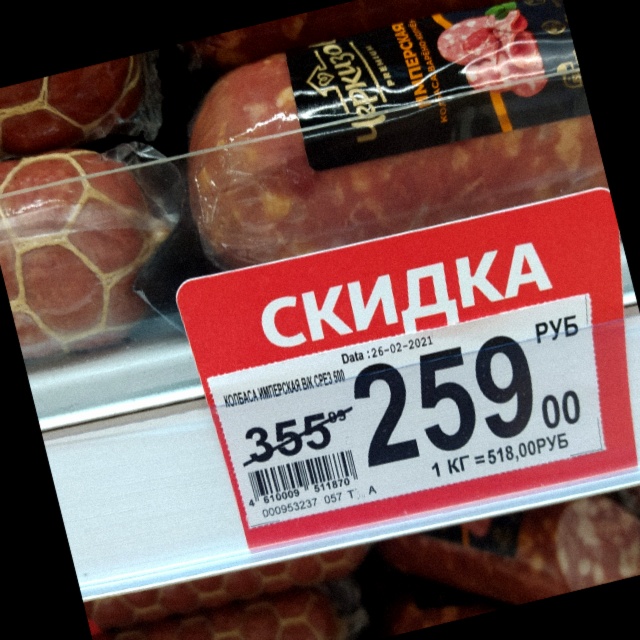 Черкизово
ИМПЕРСКАЯ
СКИДКА
Data : 26-02-2021
КОЛБАСА ИМПЕРСКАЯ В/К СРЕЗ 500
355
259 00 РУБ
1 КГ = 518,00РУБ
4 610009 511870
000953237 057 T A